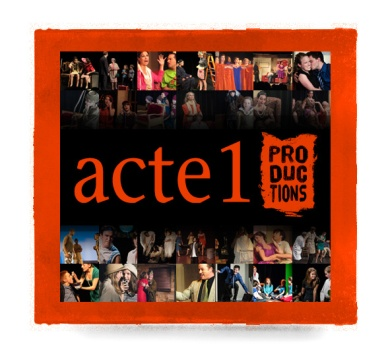 acte1
PRO
DUC
TIONS